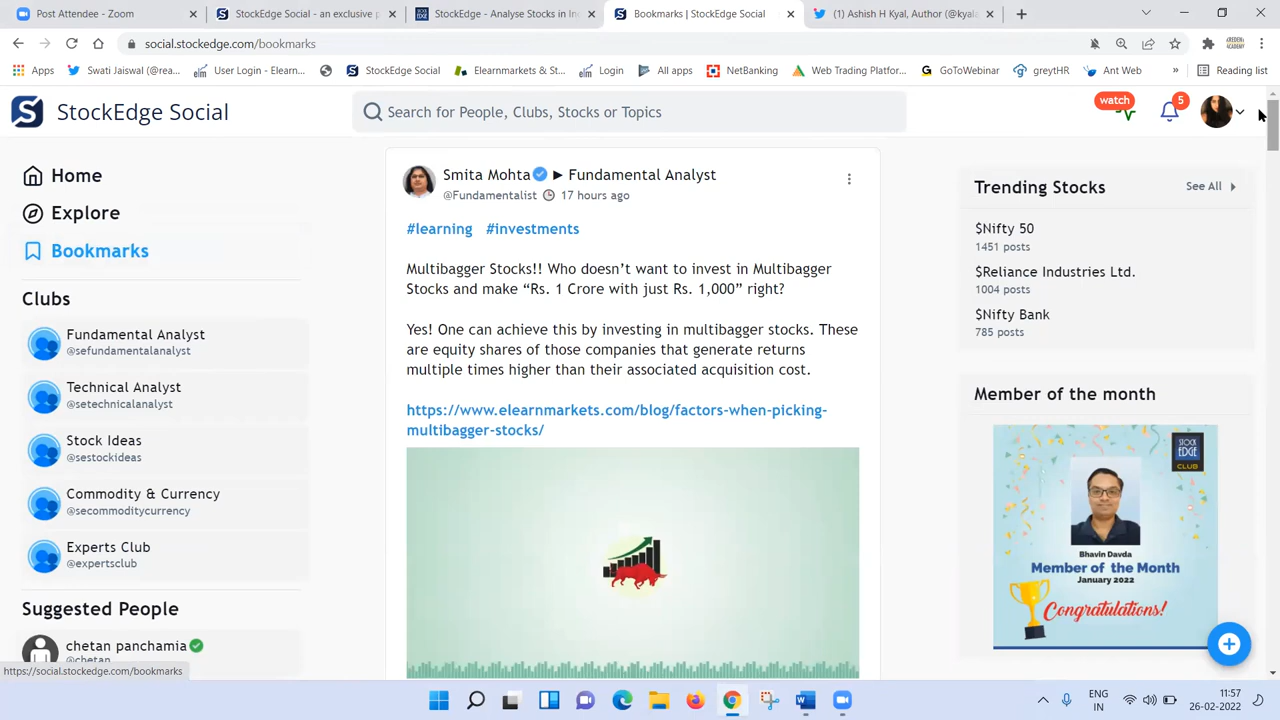 Post Attendee - Zoom
StockEdge Social - an exclusive p
StockEdge - Analyse Stocks in In
Bookmarks | StockEdge Social
(1) Ashish H Kyal, Author (@kyala
social.stockedge.com/bookmarks
Apps
Swati Jaiswal (@rea...
User Login - Elearn...
StockEdge Social
Elearnmarkets & St...
Login
All apps
NetBanking
Web Trading Platfor...
GoToWebinar
greytHR
Ant Web
»
Reading list
StockEdge Social
Search for People, Clubs, Stocks or Topics
watch
5
Home
Explore
Bookmarks
Clubs
Fundamental Analyst
@sefundamentalanalyst
Technical Analyst
@setechnicalanalyst
Stock Ideas
@sestockideas
Commodity & Currency
@secommoditycurrency
Experts Club
@expertsclub
Suggested People
chetan panchamia
@chetan
https://social.stockedge.com/bookmarks
Smita Mohta ▶ Fundamental Analyst
@Fundamentalist 17 hours ago
#learning #investments
Multibagger Stocks!! Who doesn’t want to invest in Multibagger
Stocks and make “Rs. 1 Crore with just Rs. 1,000” right?
Yes! One can achieve this by investing in multibagger stocks. These
are equity shares of those companies that generate returns
multiple times higher than their associated acquisition cost.
https://www.elearnmarkets.com/blog/factors-when-picking-
multibagger-stocks/
Trending Stocks
See All
$Nifty 50
1451 posts
$Reliance Industries Ltd.
1004 posts
$Nifty Bank
785 posts
Member of the month
STOCK
EDGE
CLUB
Bhavin Davda
Member of the Month
January 2022
Congratulations!
ENG
IN
11:57
26-02-2022